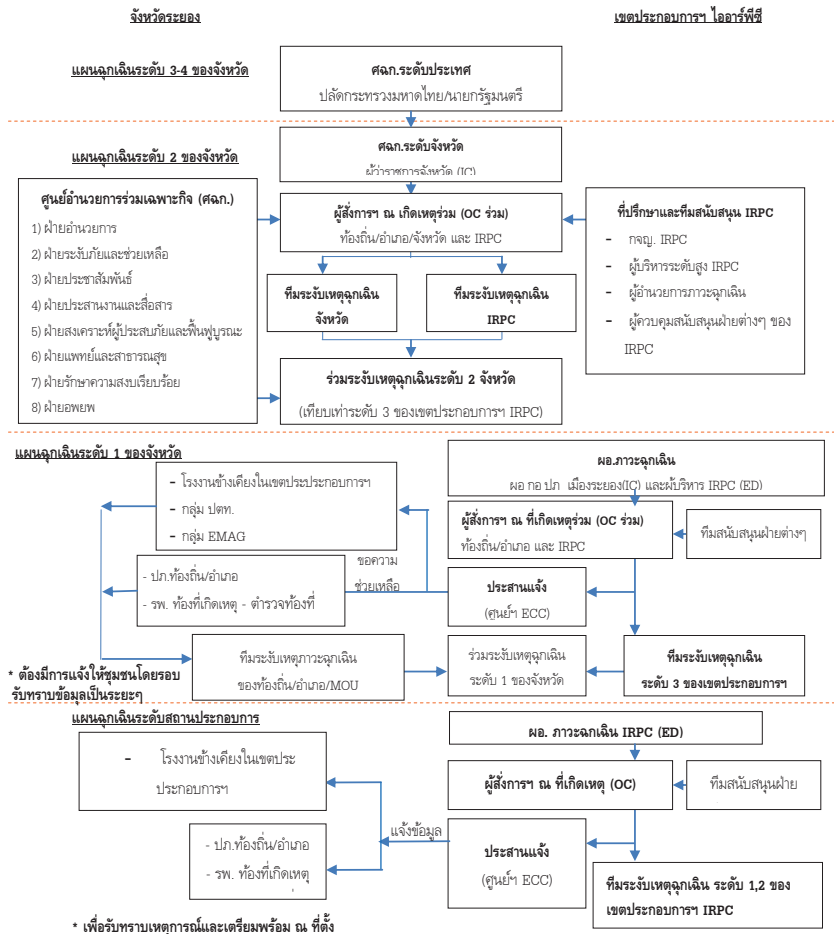 จังหวัดระยอง
เขตประกอบการฯ ไออาร์พีซี
แผนฉุกเฉินระดับ 3-4 ของจังหวัด
ศฉก.ระดับประเทศ
ปลัดกระทรวงมหาดไทย/นายกรัฐมนตรี
แผนฉุกเฉินระดับ 2 ของจังหวัด
ศฉก.ระดับจังหวัด
ผู้ว่าราชการจังหวัด (IC)
ศูนย์อำนวยการร่วมเฉพาะกิจ (ศฉก.)
1) ฝ่ายอำนวยการ
2) ฝ่ายระงับภัยและช่วยเหลือ
3) ฝ่ายประชาสัมพันธ์
4) ฝ่ายประสานงานและสื่อสาร
5) ฝ่ายสงเคราะห์ผู้ประสบภัยและฟื้นฟูบูรณะ
6) ฝ่ายแพทย์และสาธารณสุข
7) ฝ่ายรักษาความสงบเรียบร้อย
8) ฝ่ายอพยพ
ผู้สั่งการฯ ณ เกิดเหตุร่วม (OC ร่วม)
ท้องถิ่น/อำเภอ/จังหวัด และ IRPC
ทีมระงับเหตุฉุกเฉิน
จังหวัด
ทีมระงับเหตุฉุกเฉิน
IRPC
ร่วมระงับเหตุฉุกเฉินระดับ 2 จังหวัด
(เทียบเท่าระดับ 3 ของเขตประกอบการฯ IRPC)
ที่ปรึกษาและทีมสนับสนุน IRPC
- กจญ. IRPC
- ผู้บริหารระดับสูง IRPC
- ผู้อำนวยการภาวะฉุกเฉิน
- ผู้ควบคุมสนับสนุนฝ่ายต่างๆ ของ
IRPC
แผนฉุกเฉินระดับ 1 ของจังหวัด
ผอ.ภาวะฉุกเฉิน
ผอ กอ ปภ เมืองระยอง(IC) และผู้บริหาร IRPC (ED)
- โรงงานข้างเคียงในเขตประประกอบการฯ
- กลุ่ม ปตท.
- กลุ่ม EMAG
ผู้สั่งการฯ ณ ที่เกิดเหตุร่วม (OC ร่วม)
ท้องถิ่น/อำเภอ และ IRPC
ทีมสนับสนุนฝ่ายต่างๆ
ขอความ
ช่วยเหลือ
- ปภ.ท้องถิ่น/อำเภอ
- รพ. ท้องที่เกิดเหตุ - ตำรวจท้องที่
ประสานแจ้ง
(ศูนย์ฯ ECC)
ทีมระงับเหตุภาวะฉุกเฉิน
ของท้องถิ่น/อำเภอ/MOU
ร่วมระงับเหตุฉุกเฉิน
ระดับ 1 ของจังหวัด
ทีมระงับเหตุฉุกเฉิน
ระดับ 3 ของเขตประกอบการฯ
* ต้องมีการแจ้งให้ชุมชนโดยรอบ
รับทราบข้อมูลเป็นระยะๆ
แผนฉุกเฉินระดับสถานประกอบการ
ผอ. ภาวะฉุกเฉิน IRPC (ED)
- โรงงานข้างเคียงในเขตประ
ประกอบการฯ
ผู้สั่งการฯ ณ ที่เกิดเหตุ (OC)
ทีมสนับสนุนฝ่าย
แจ้งข้อมูล
- ปภ.ท้องถิ่น/อำเภอ
- รพ. ท้องที่เกิดเหตุ
ประสานแจ้ง
(ศูนย์ฯ ECC)
ทีมระงับเหตุฉุกเฉิน ระดับ 1,2 ของ
เขตประกอบการฯ IRPC
* เพื่อรับทราบเหตุการณ์และเตรียมพร้อม ณ ที่ตั้ง